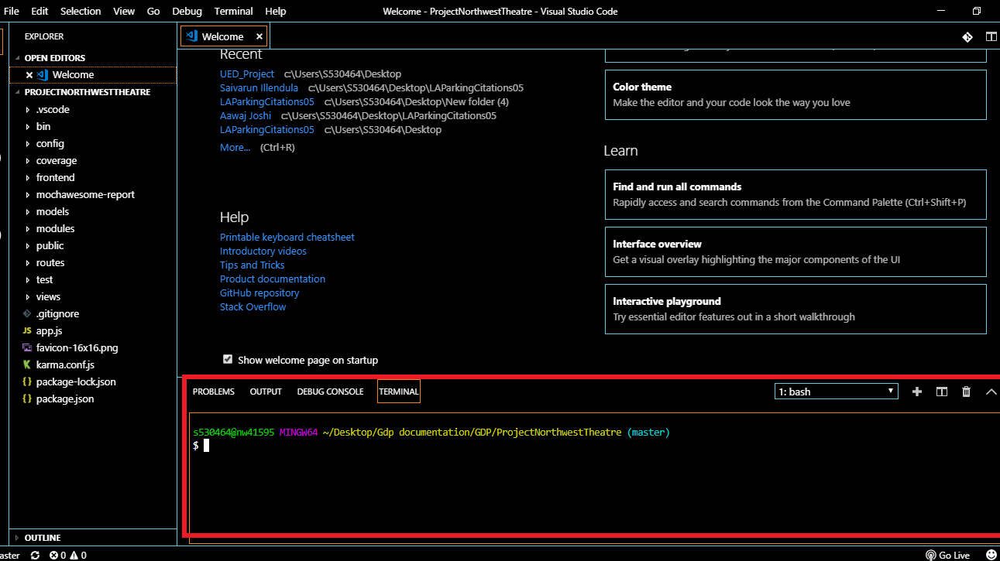 File Edit Selection View Go Debug Terminal Help Welcome - ProjectNorthwestTheatre - Visual Studio Code
EXPLORER
OPEN EDITORS
Welcome
PROJECTNORTHWESTTHEATRE
.vscode
bin
config
coverage
frontend
mochawesome-report
models
modules
public
routes
test
views
.gitignore
JS app.js
favicon-16x16.png
K karma.conf.js
{} package-lock.json
{} package.json
OUTLINE
Welcome
Recent
UED_Project c:\Users\S530464\Desktop
Saivarun Illendula c:\Users\S530464\Desktop\LAParkingCitations05
LAParkingCitations05 c:\Users\S530464\Desktop\New folder (4)
Aawaj Joshi c:\Users\S530464\Desktop\LAParkingCitations05
LAParkingCitations05 c:\Users\S530464\Desktop
More... (Ctrl+R)
Help
Printable keyboard cheatsheet
Introductory videos
Tips and Tricks
Product documentation
GitHub repository
Stack Overflow
Show welcome page on startup
Color theme
Make the editor and your code look the way you love
Learn
Find and run all commands
Rapidly access and search commands from the Command Palette (Ctrl+Shift+P)
Interface overview
Get a visual overlay highlighting the major components of the UI
Interactive playground
Try essential editor features out in a short walkthrough
PROBLEMS OUTPUT DEBUG CONSOLE TERMINAL 1: bash
s530464@nw41595 MINGW64 ~/Desktop/Gdp documentation/GDP/ProjectNorthwestTheatre (master)
$
aster 0 0 Go Live